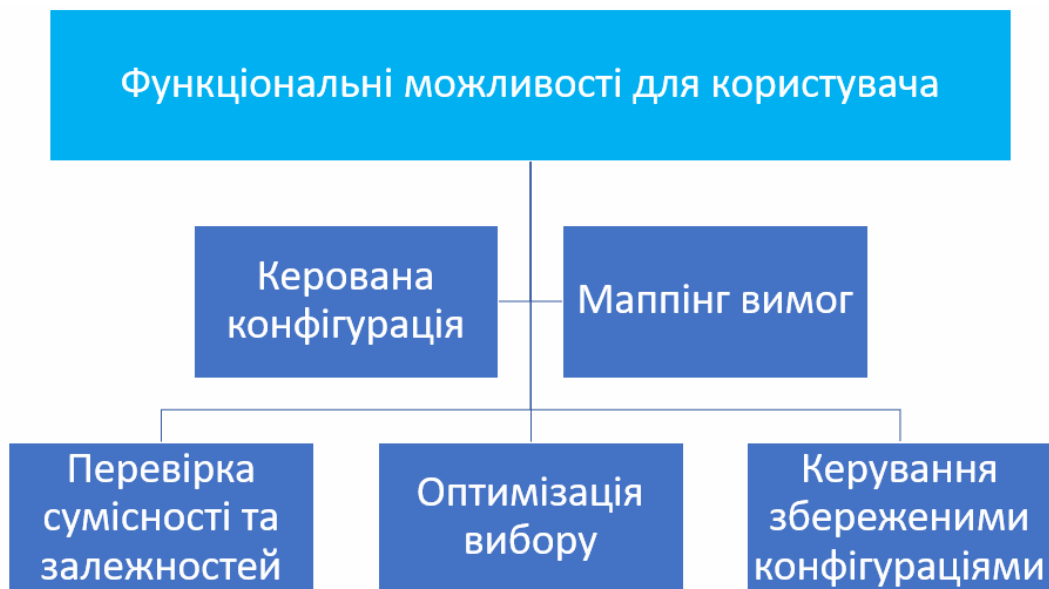 Функціональні можливості для користувача
Керована
конфігурація
Маппінг вимог
Перевірка
сумісності та
залежностей
Оптимізація
вибору
Керування
збереженими
конфігураціями